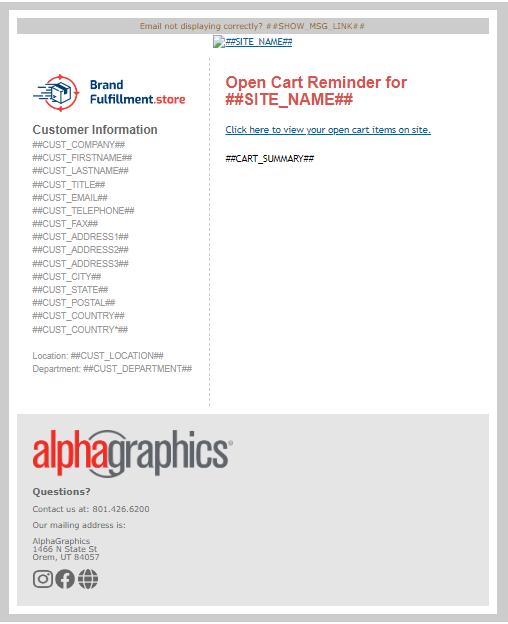 Email not displaying correctly? ##SHOW_MSG_LINK##
##SITE_NAME##
Brand
Fulfillment.store
Customer Information
##CUST_COMPANY##
##CUST_FIRSTNAME##
##CUST_LASTNAME##
##CUST_TITLE##
##CUST_EMAIL##
##CUST_TELEPHONE##
##CUST_FAX##
##CUST_ADDRESS1##
##CUST_ADDRESS2##
##CUST_ADDRESS3##
##CUST_CITY##
##CUST_STATE##
##CUST_POSTAL##
##CUST_COUNTRY##
##CUST_COUNTRY*##
Location: ##CUST_LOCATION##
Department: ##CUST_DEPARTMENT##
Open Cart Reminder for
##SITE_NAME##
Click here to view your open cart items on site.
##CART_SUMMARY##
alphagraphics®
Questions?
Contact us at: 801.426.6200
Our mailing address is:
AlphaGraphics
1466 N State St
Orem, UT 84057